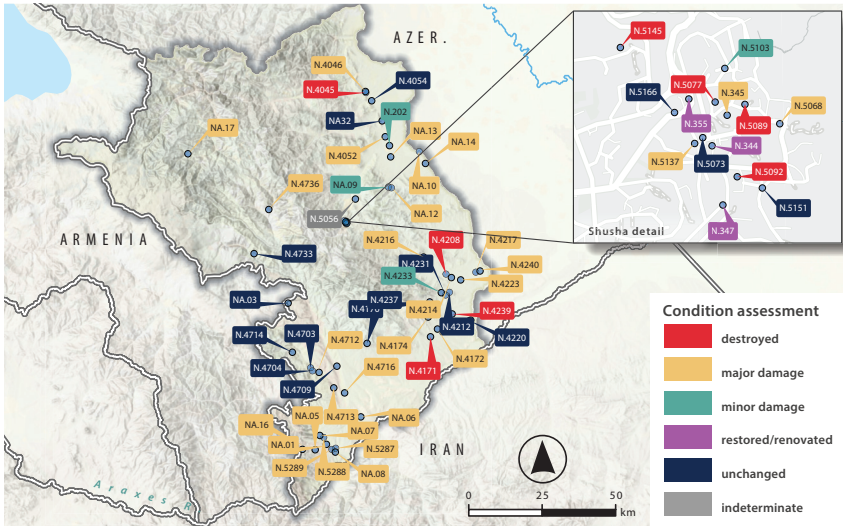 AZER.
N.4046
N.4045
N.4054
NA32
N.202
NA.17
N.4052
NA.13
NA.14
N.4736
NA.09
NA.10
NA.12
N.5056
ARMENIA
N.4733
N.4216
N.4208
N.4217
N.4231
N.4240
N.4233
N.4223
NA.03
N.4237
N.4214
N.4239
N.4212
N.4220
N.4714
N.4703
N.4712
N.4174
N.4172
N.4704
N.4171
N.4716
N.4709
NA.16
NA.05
N.4713
NA.06
NA.07
NA.01
N.5287
N.5289
N.5288
NA.08
IRAN
Araxes R
N.5145
N.5103
N.5166
N.5077
N.345
N.5068
N.355
N.5089
N.344
N.5137
N.5073
N.5092
N.5151
N.347
Shusha detail
Condition assessment
destroyed
major damage
minor damage
restored/renovated
unchanged
indeterminate
0 25 50
km